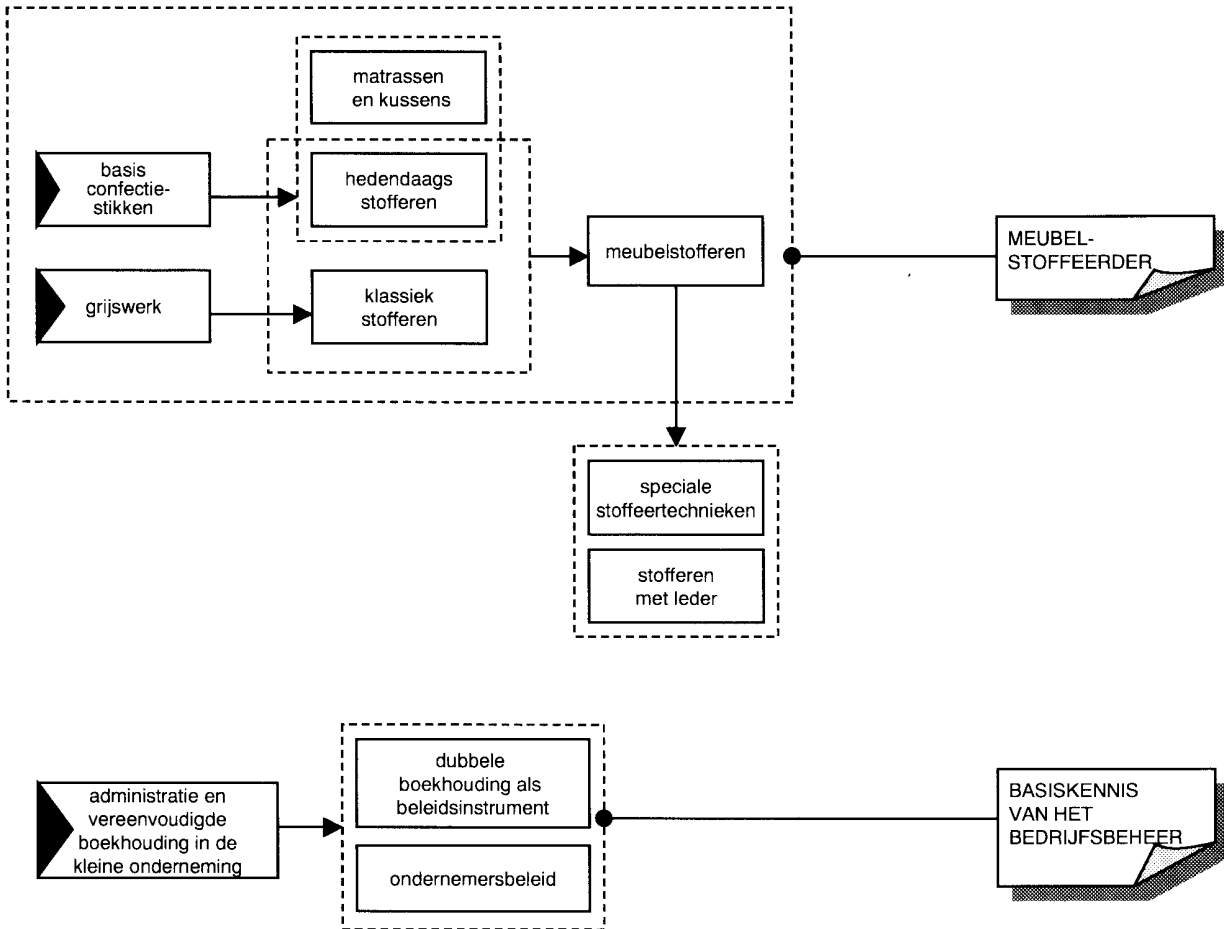 matrassen
en kussens
basis
confectie-
stikken
hedendaags
stofferen
meubelstofferen
MEUBEL-
STOFFEERDER
grijswerk
klassiek
stofferen
speciale
stoffeertechnieken
stofferen
met leder
dubbele
boekhouding als
beleidsinstrument
administratie en
vereenvoudigde
boekhouding in de
kleine onderneming
ondernemersbeleid
BASISKENNIS
VAN HET
BEDRIJFSBEHEER